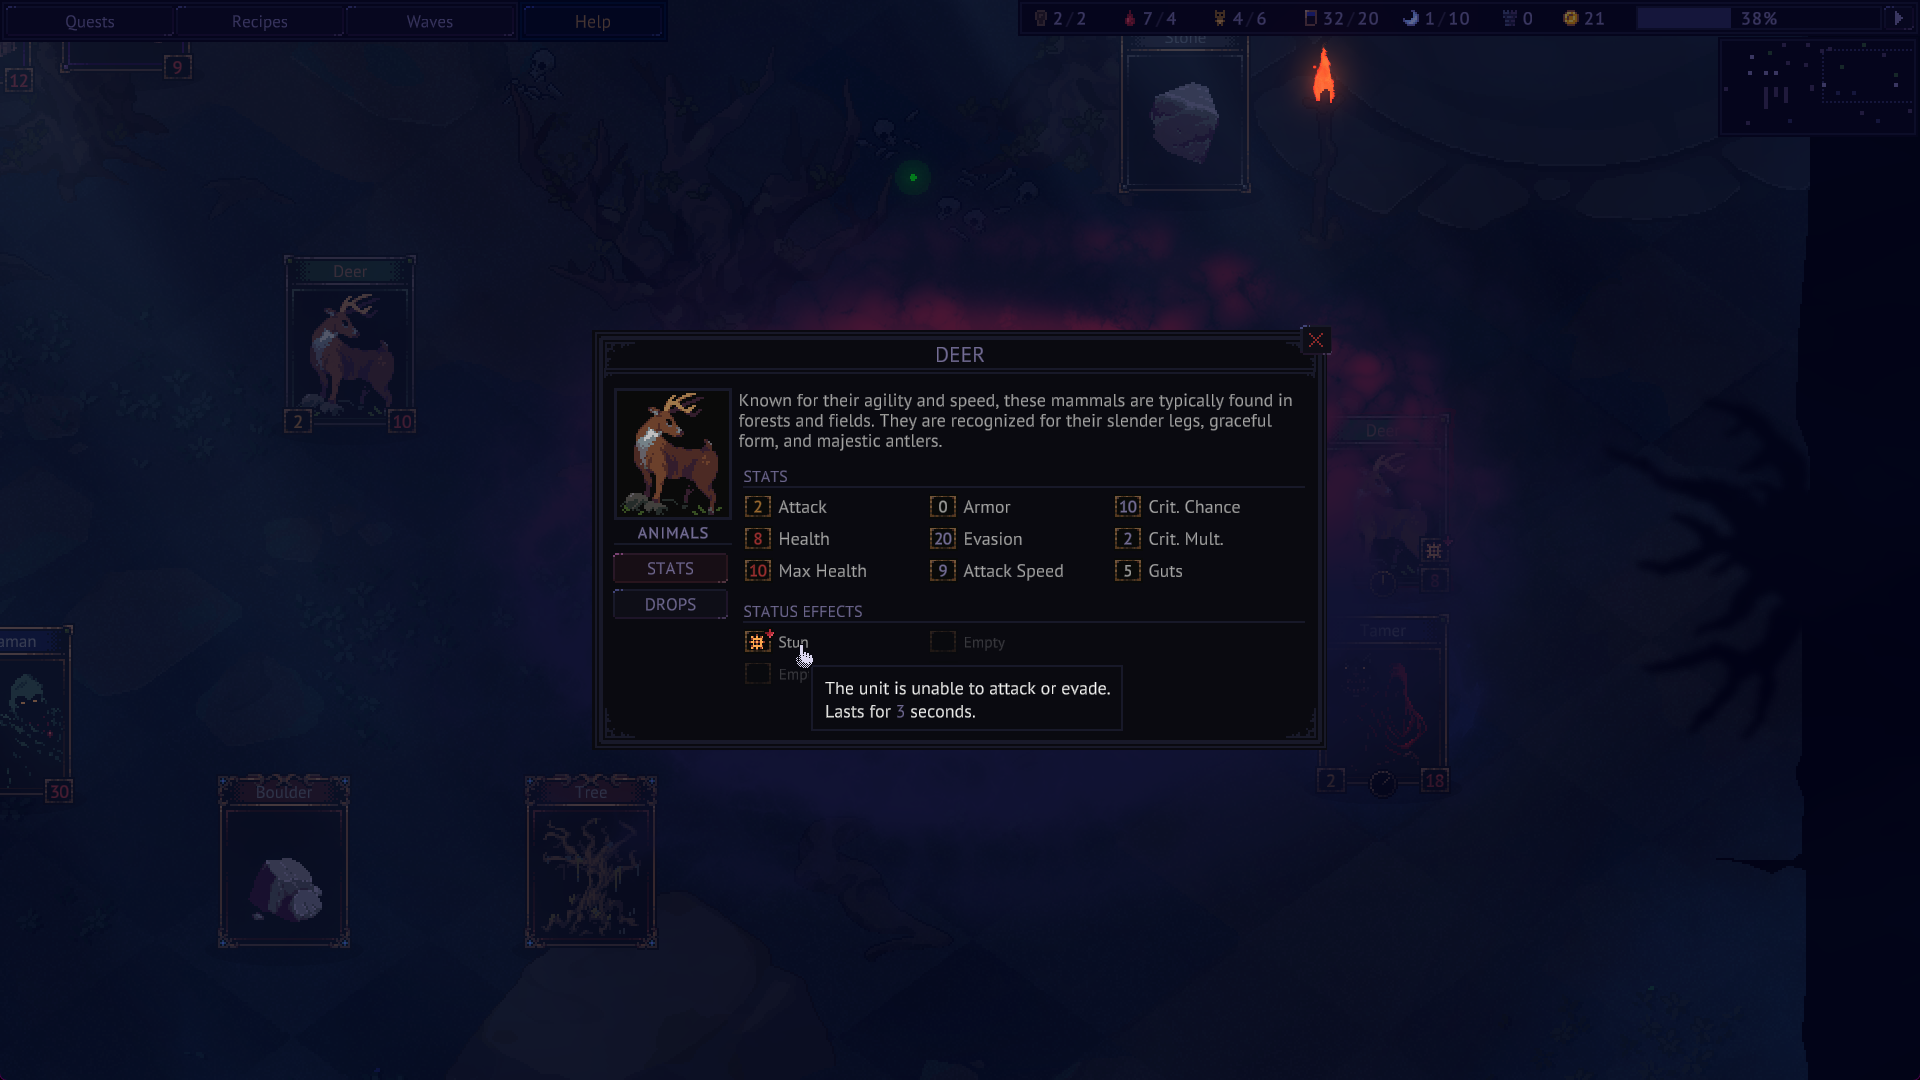 Quests
Recipes
Waves
Help
2/2
7/4
4/6
32/20
1/10
0
21
38%
12
9
Stone
Deer
2
10
DEER
Known for their agility and speed, these mammals are typically found in
forests and fields. They are recognized for their slender legs, graceful
form, and majestic antlers.
ANIMALS
STATS
DROPS
STATS
2 Attack
0 Armor
10 Crit. Chance
8 Health
20 Evasion
2 Crit. Mult.
10 Max Health
9 Attack Speed
5 Guts
STATUS EFFECTS
Stun
Empty
The unit is unable to attack or evade.
Lasts for 3 seconds.
8
Tamer
2
18
30
Boulder
Tree